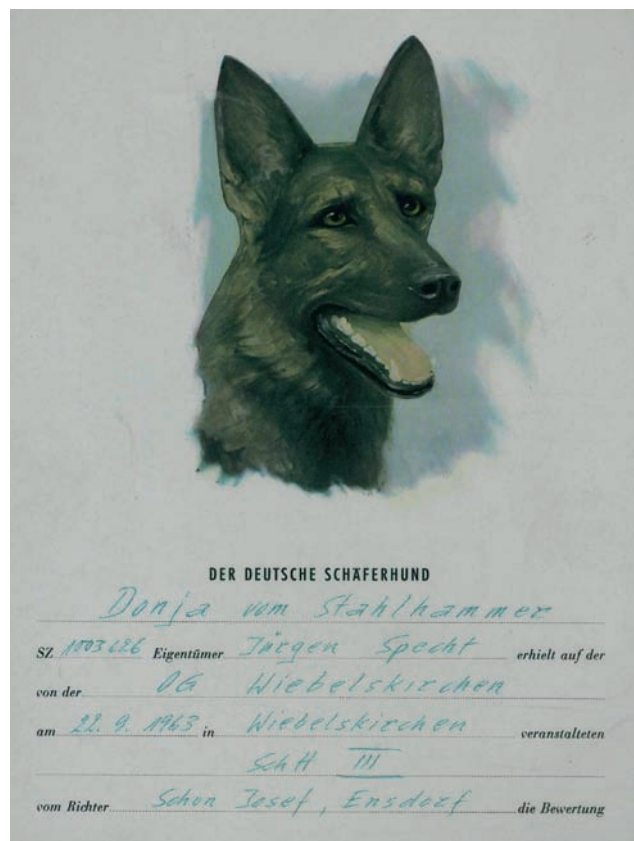 DER DEUTSCHE SCHÄFERHUND
Donja vom Stahlhammer
SZ 1003626 Eigentümer Jürgen Specht erhielt auf der
von der OG Wiebelskirchen
am 22. 9. 1963 in Wiebelskirchen veranstalteten
SchH III
vom Richter Schon Josef, Ensdorf die Bewertung